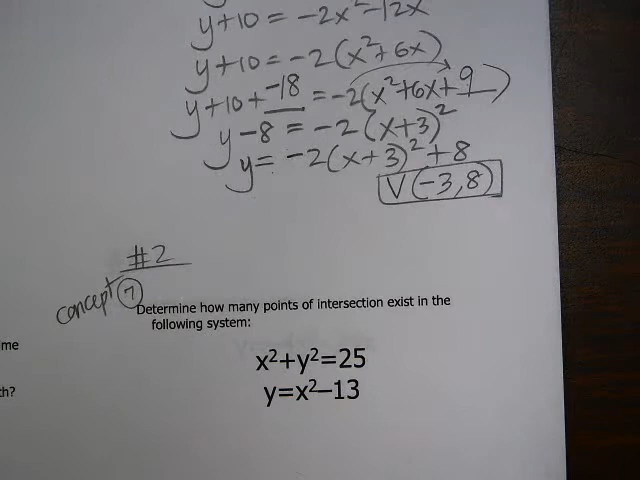 y+10 = -2x²-12x
y+10 = -2(x²+6x)
y+10+-18 = -2(x²+6x+9)
y-8 = -2(x+3)²
y= -2(x+3)²+8
V(-3,8)
#2
concept 7
Determine how many points of intersection exist in the
following system:
me
x²+y²=25
th?
y=x²–13